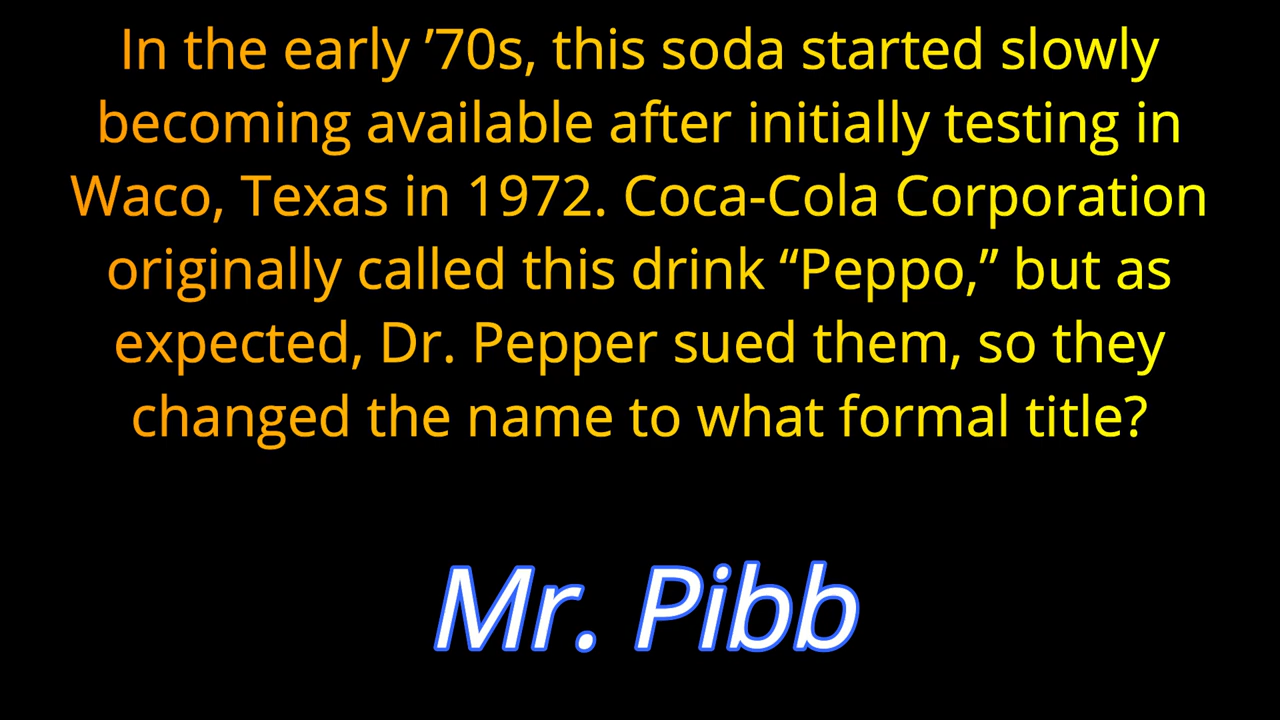 In the early ’70s, this soda started slowly
becoming available after initially testing in
Waco, Texas in 1972. Coca-Cola Corporation
originally called this drink “Peppo,” but as
expected, Dr. Pepper sued them, so they
changed the name to what formal title?
Mr. Pibb